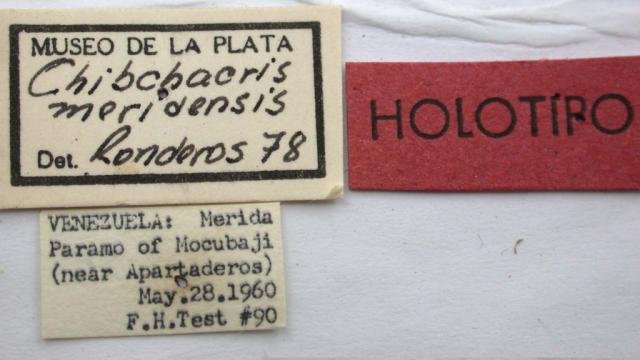 MUSEO DE LA PLATA
Chibchacris
meridensis
Det. Ronderos 78
HOLOTIPO
VENEZUELA: Merida
Paramo of Mocubaji
(near Apartaderos)
May.28.1960
F.H.Test #90